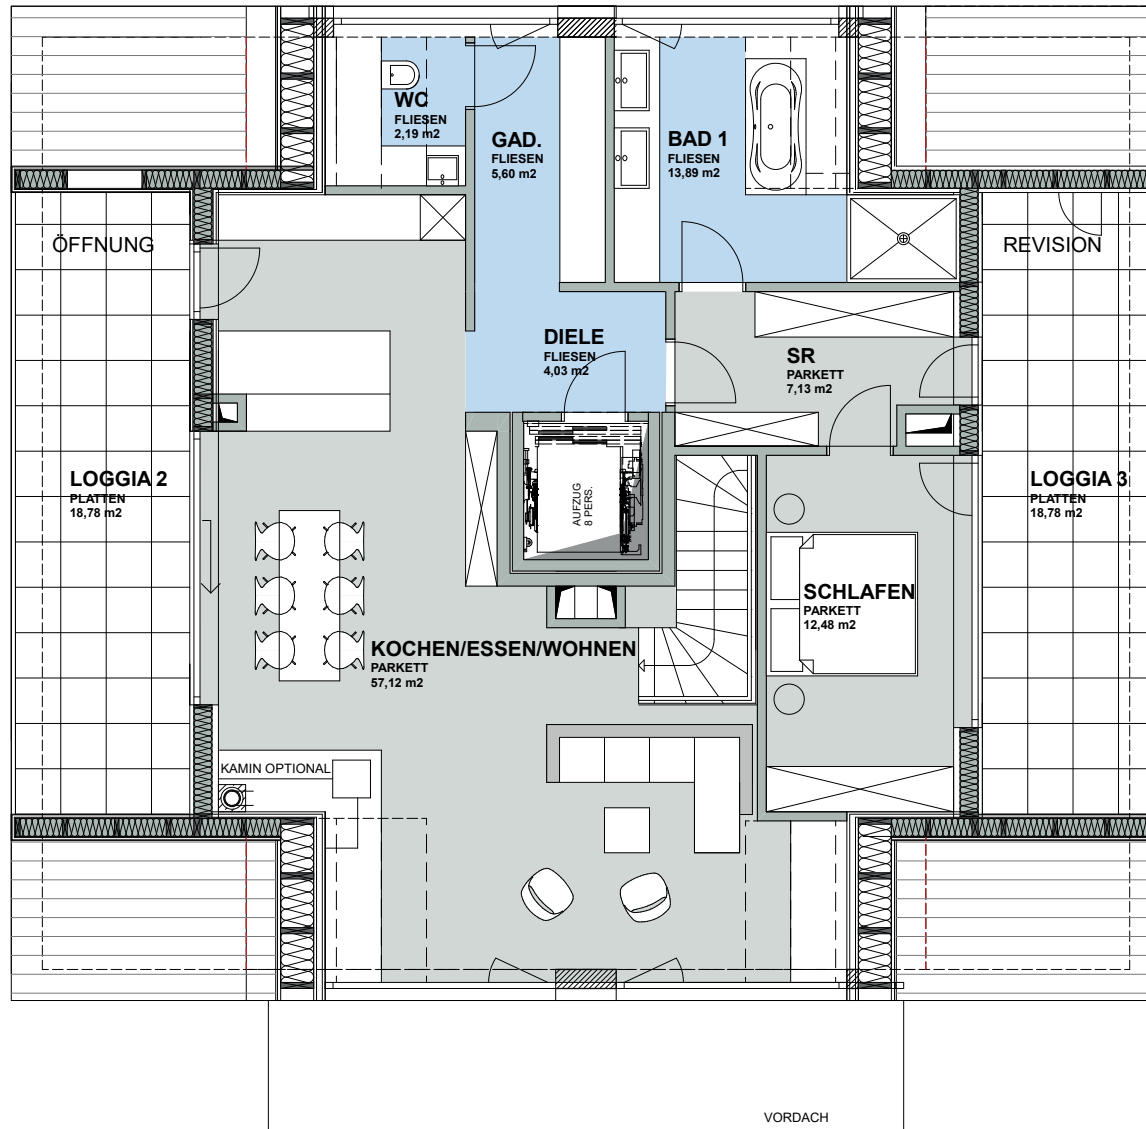 WC
FLIESEN
2,19 m2
GAD.
FLIESEN
5,60 m2
BAD 1
FLIESEN
13,89 m2
ÖFFNUNG
REVISION
DIELE
FLIESEN
4,03 m2
SR
PARKETT
7,13 m2
LOGGIA 2
PLATTEN
18,78 m2
AUFZUG
8 PERS.
LOGGIA 3
PLATTEN
18,78 m2
SCHLAFEN
PARKETT
12,48 m2
KOCHEN/ESSEN/WOHNEN
PARKETT
57,12 m2
KAMIN OPTIONAL
VORDACH